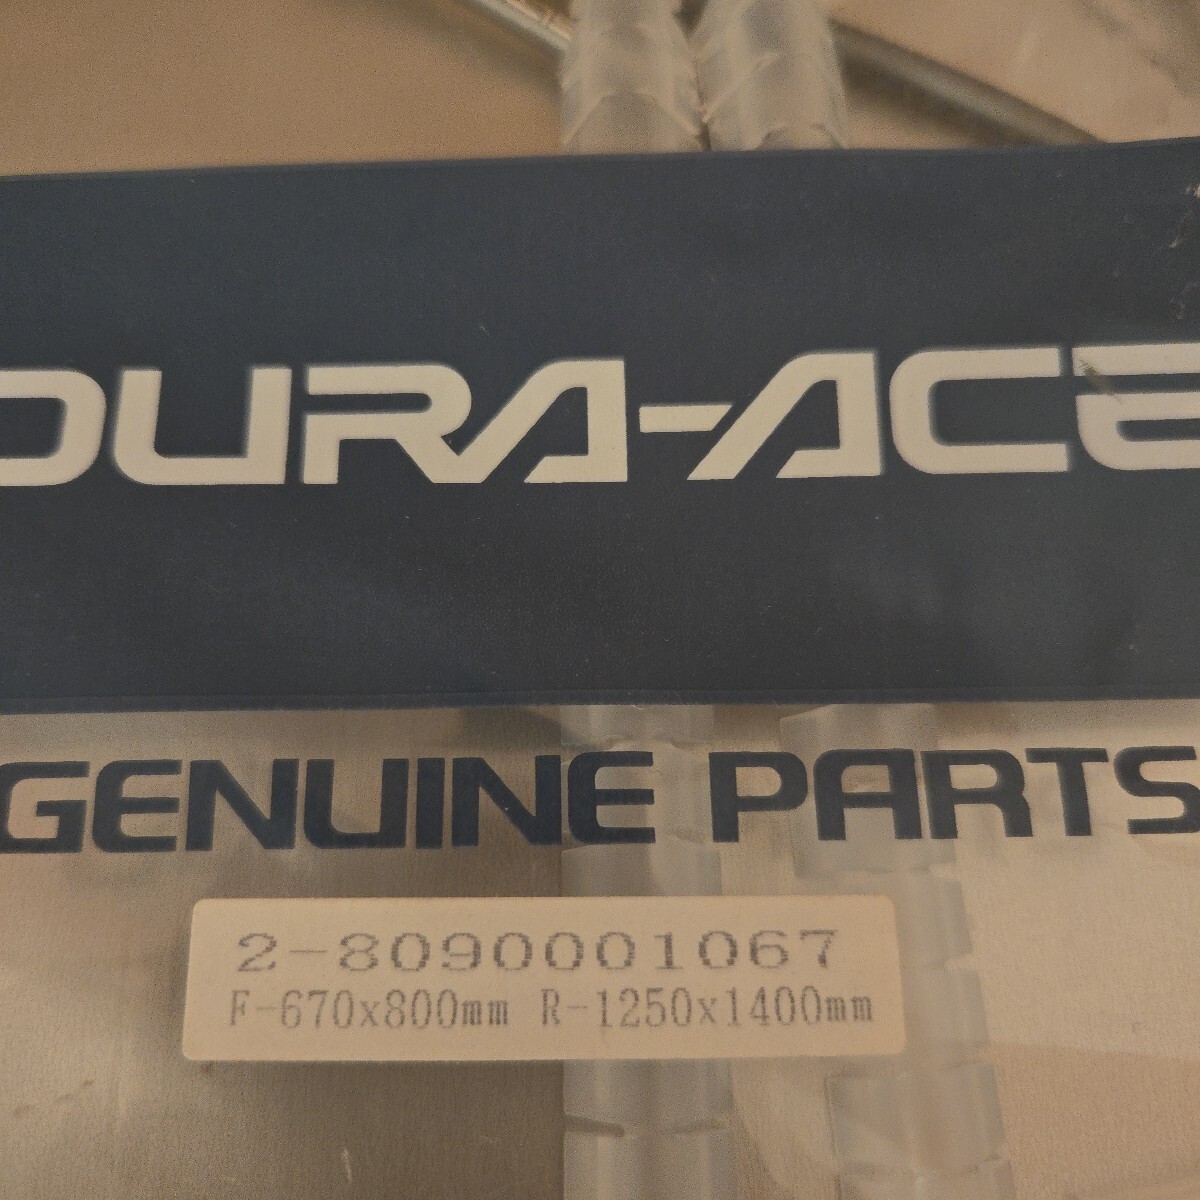 DURA-ACE
GENUINE PARTS
2-8090001067
F-670x800mm R-1250x1400mm